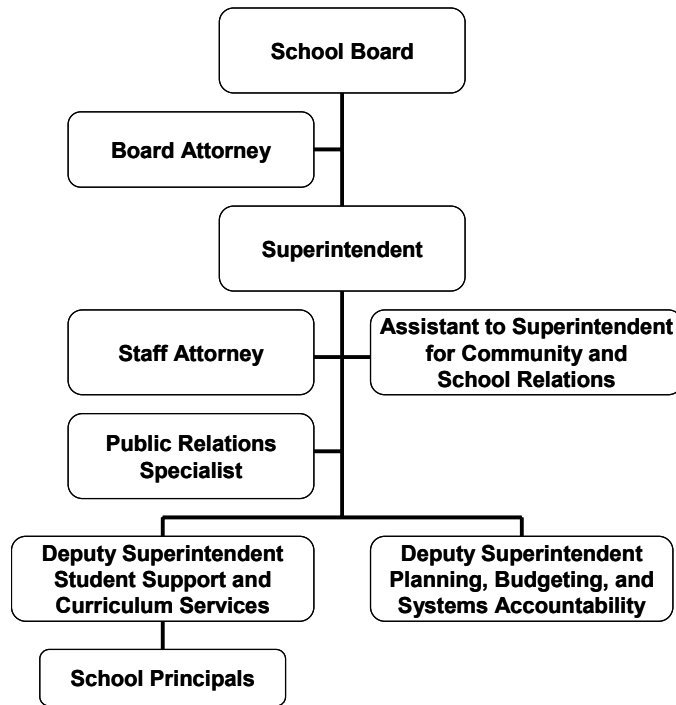 School Board
Board Attorney
Superintendent
Staff Attorney
Assistant to Superintendent
for Community and
School Relations
Public Relations
Specialist
Deputy Superintendent
Student Support and
Curriculum Services
Deputy Superintendent
Planning, Budgeting, and
Systems Accountability
School Principals